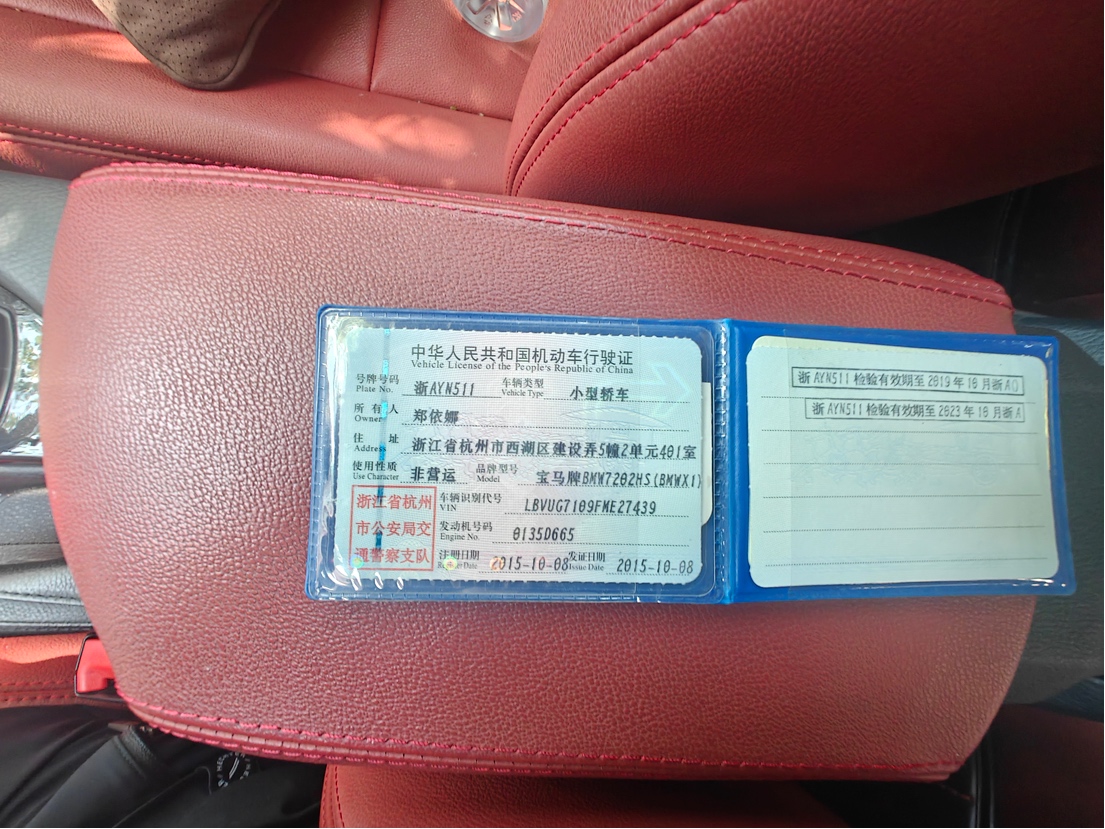 中华人民共和国机动车行驶证
Vehicle License of the People's Republic of China
号牌号码 浙AYN511 车辆类型 小型轿车
Plate No. Vehicle Type
所有人 郑依娜
Owner
住址 浙江省杭州市西湖区建设弄5幢2单元401室
Address
使用性质 非营运 品牌型号 宝马牌BMW7202HS(BMWX1)
Use Character Model
浙江省杭州
市公安局交
通警察支队
车辆识别代号 LBVUG7109FME27439
VIN
发动机号码 0135D665
Engine No.
注册日期 2015-10-08 发证日期 2015-10-08
Register Date Issue Date
浙AYN511检验有效期至2019年10月浙A
浙AYN511检验有效期至2023年10月浙A